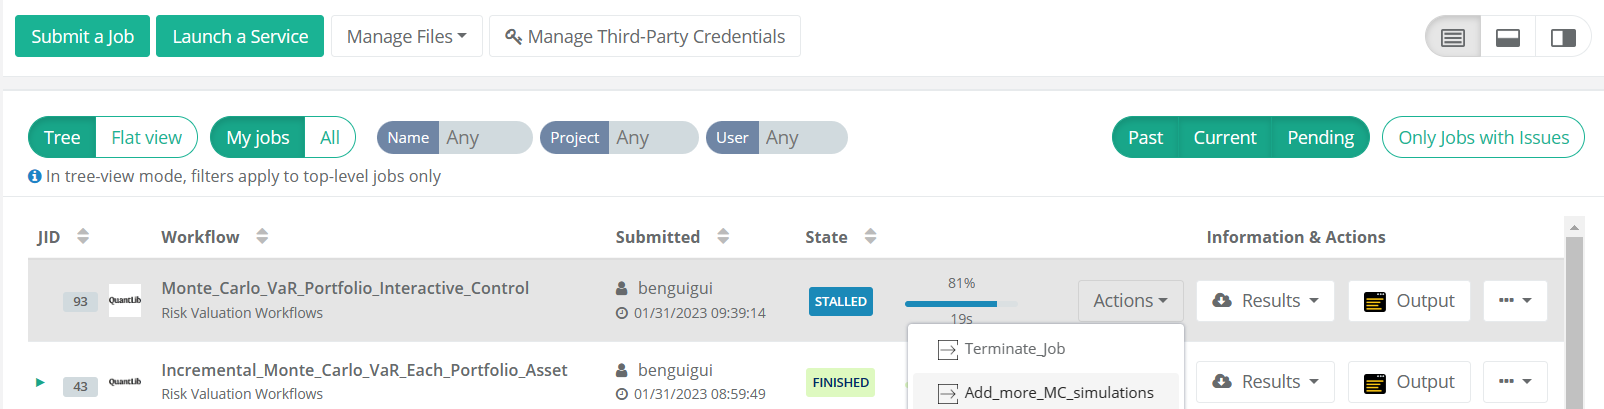 Submit a Job Launch a Service Manage Files Manage Third-Party Credentials
Tree Flat view My jobs All Name Any Project Any User Any Past Current Pending Only Jobs with Issues
In tree-view mode, filters apply to top-level jobs only
JID Workflow Submitted State Information & Actions
93 QuantLib Monte_Carlo_VaR_Portfolio_Interactive_Control benguigui STALLED 81% Actions Results Output
Risk Valuation Workflows 01/31/2023 09:39:14 19s
Terminate_Job
43 QuantLib Incremental_Monte_Carlo_VaR_Each_Portfolio_Asset benguigui FINISHED Results Output
Risk Valuation Workflows 01/31/2023 08:59:49 Add_more_MC_simulations